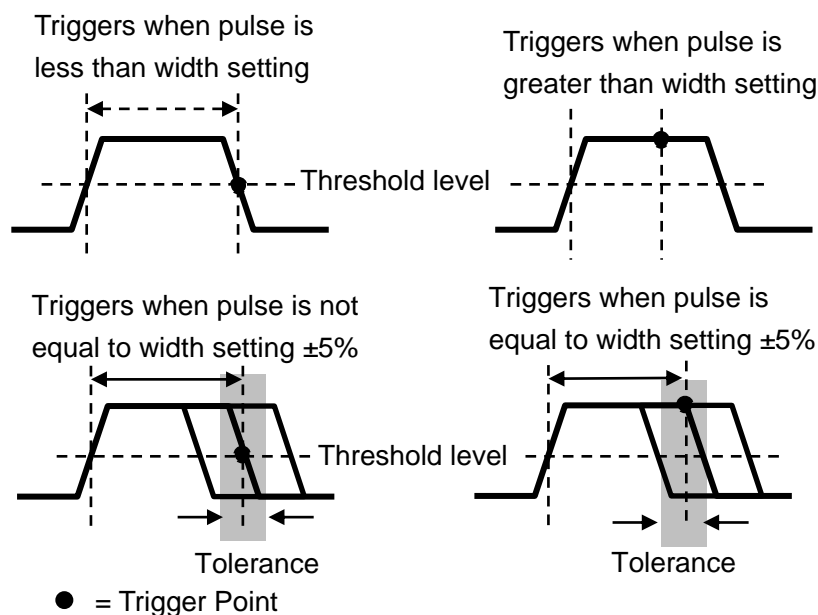 Triggers when pulse is
less than width setting
Triggers when pulse is
greater than width setting
Threshold level
Triggers when pulse is not
equal to width setting ±5%
Triggers when pulse is
equal to width setting ±5%
Threshold level
Tolerance
Tolerance
= Trigger Point